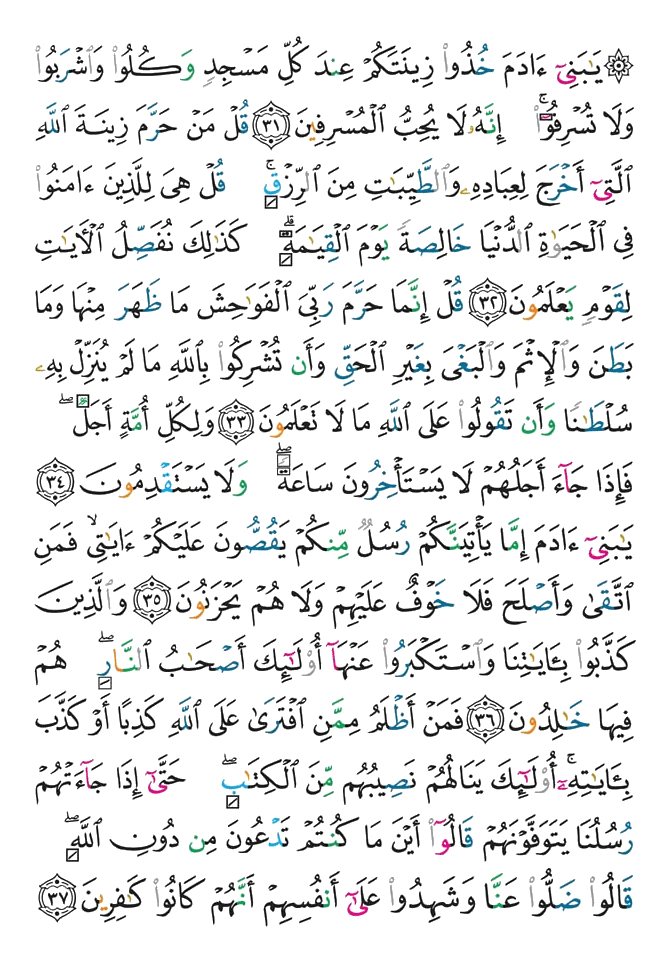 ۞ يَـٰبَنِىٓ ءَادَمَ خُذُوا۟ زِينَتَكُمْ عِندَ كُلِّ مَسْجِدٍ وَكُلُوا۟ وَٱشْرَبُوا۟
وَلَا تُسْرِفُوٓا۟ ۚ إِنَّهُۥ لَا يُحِبُّ ٱلْمُسْرِفِينَ ٣١ قُلْ مَنْ حَرَّمَ زِينَةَ ٱللَّهِ
ٱلَّتِىٓ أَخْرَجَ لِعِبَادِهِۦ وَٱلطَّيِّبَـٰتِ مِنَ ٱلرِّزْقِ ۚ قُلْ هِىَ لِلَّذِينَ ءَامَنُوا۟
فِى ٱلْحَيَوٰةِ ٱلدُّنْيَا خَالِصَةً يَوْمَ ٱلْقِيَـٰمَةِ ۗ كَذَٰلِكَ نُفَصِّلُ ٱلْـَٔايَـٰتِ
لِقَوْمٍ يَعْلَمُونَ ٣٢ قُلْ إِنَّمَا حَرَّمَ رَبِّىَ ٱلْفَوَٰحِشَ مَا ظَهَرَ مِنْهَا وَمَا
بَطَنَ وَٱلْإِثْمَ وَٱلْبَغْىَ بِغَيْرِ ٱلْحَقِّ وَأَن تُشْرِكُوا۟ بِٱللَّهِ مَا لَمْ يُنَزِّلْ بِهِۦ
سُلْطَـٰنًا وَأَن تَقُولُوا۟ عَلَى ٱللَّهِ مَا لَا تَعْلَمُونَ ٣٣ وَلِكُلِّ أُمَّةٍ أَجَلٌ ۖ
فَإِذَا جَآءَ أَجَلُهُمْ لَا يَسْتَأْخِرُونَ سَاعَةً ۖ وَلَا يَسْتَقْدِمُونَ ٣٤
يَـٰبَنِىٓ ءَادَمَ إِمَّا يَأْتِيَنَّكُمْ رُسُلٌ مِّنكُمْ يَقُصُّونَ عَلَيْكُمْ ءَايَـٰتِى ۙ فَمَنِ
ٱتَّقَىٰ وَأَصْلَحَ فَلَا خَوْفٌ عَلَيْهِمْ وَلَا هُمْ يَحْزَنُونَ ٣٥ وَٱلَّذِينَ
كَذَّبُوا۟ بِـَٔايَـٰتِنَا وَٱسْتَكْبَرُوا۟ عَنْهَآ أُو۟لَـٰٓئِكَ أَصْحَـٰبُ ٱلنَّارِ ۖ هُمْ
فِيهَا خَـٰلِدُونَ ٣٦ فَمَنْ أَظْلَمُ مِمَّنِ ٱفْتَرَىٰ عَلَى ٱللَّهِ كَذِبًا أَوْ كَذَّبَ
بِـَٔايَـٰتِهِۦٓ ۚ أُو۟لَـٰٓئِكَ يَنَالُهُمْ نَصِيبُهُم مِّنَ ٱلْكِتَـٰبِ ۖ حَتَّىٰٓ إِذَا جَآءَتْهُمْ
رُسُلُنَا يَتَوَفَّوْنَهُمْ قَالُوٓا۟ أَيْنَ مَا كُنتُمْ تَدْعُونَ مِن دُونِ ٱللَّهِ ۖ
قَالُوا۟ ضَلُّوا۟ عَنَّا وَشَهِدُوا۟ عَلَىٰٓ أَنفُسِهِمْ أَنَّهُمْ كَانُوا۟ كَـٰفِرِينَ ٣٧